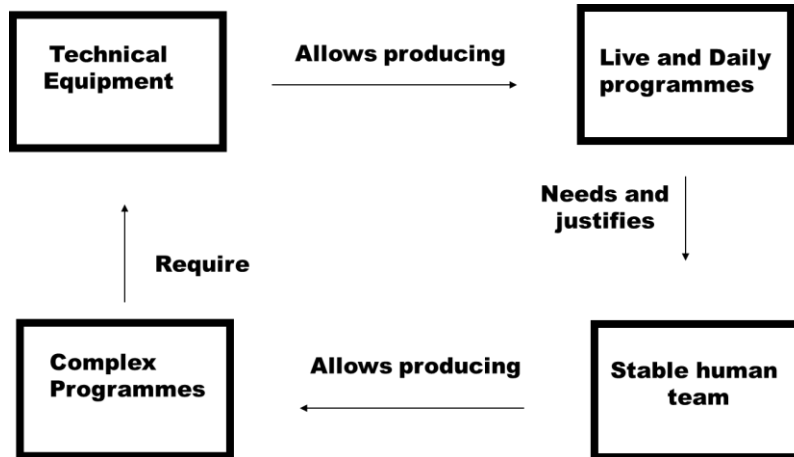 Technical
Equipment
Allows producing
Live and Daily
programmes
Needs and
justifies
Require
Complex
Programmes
Allows producing
Stable human
team